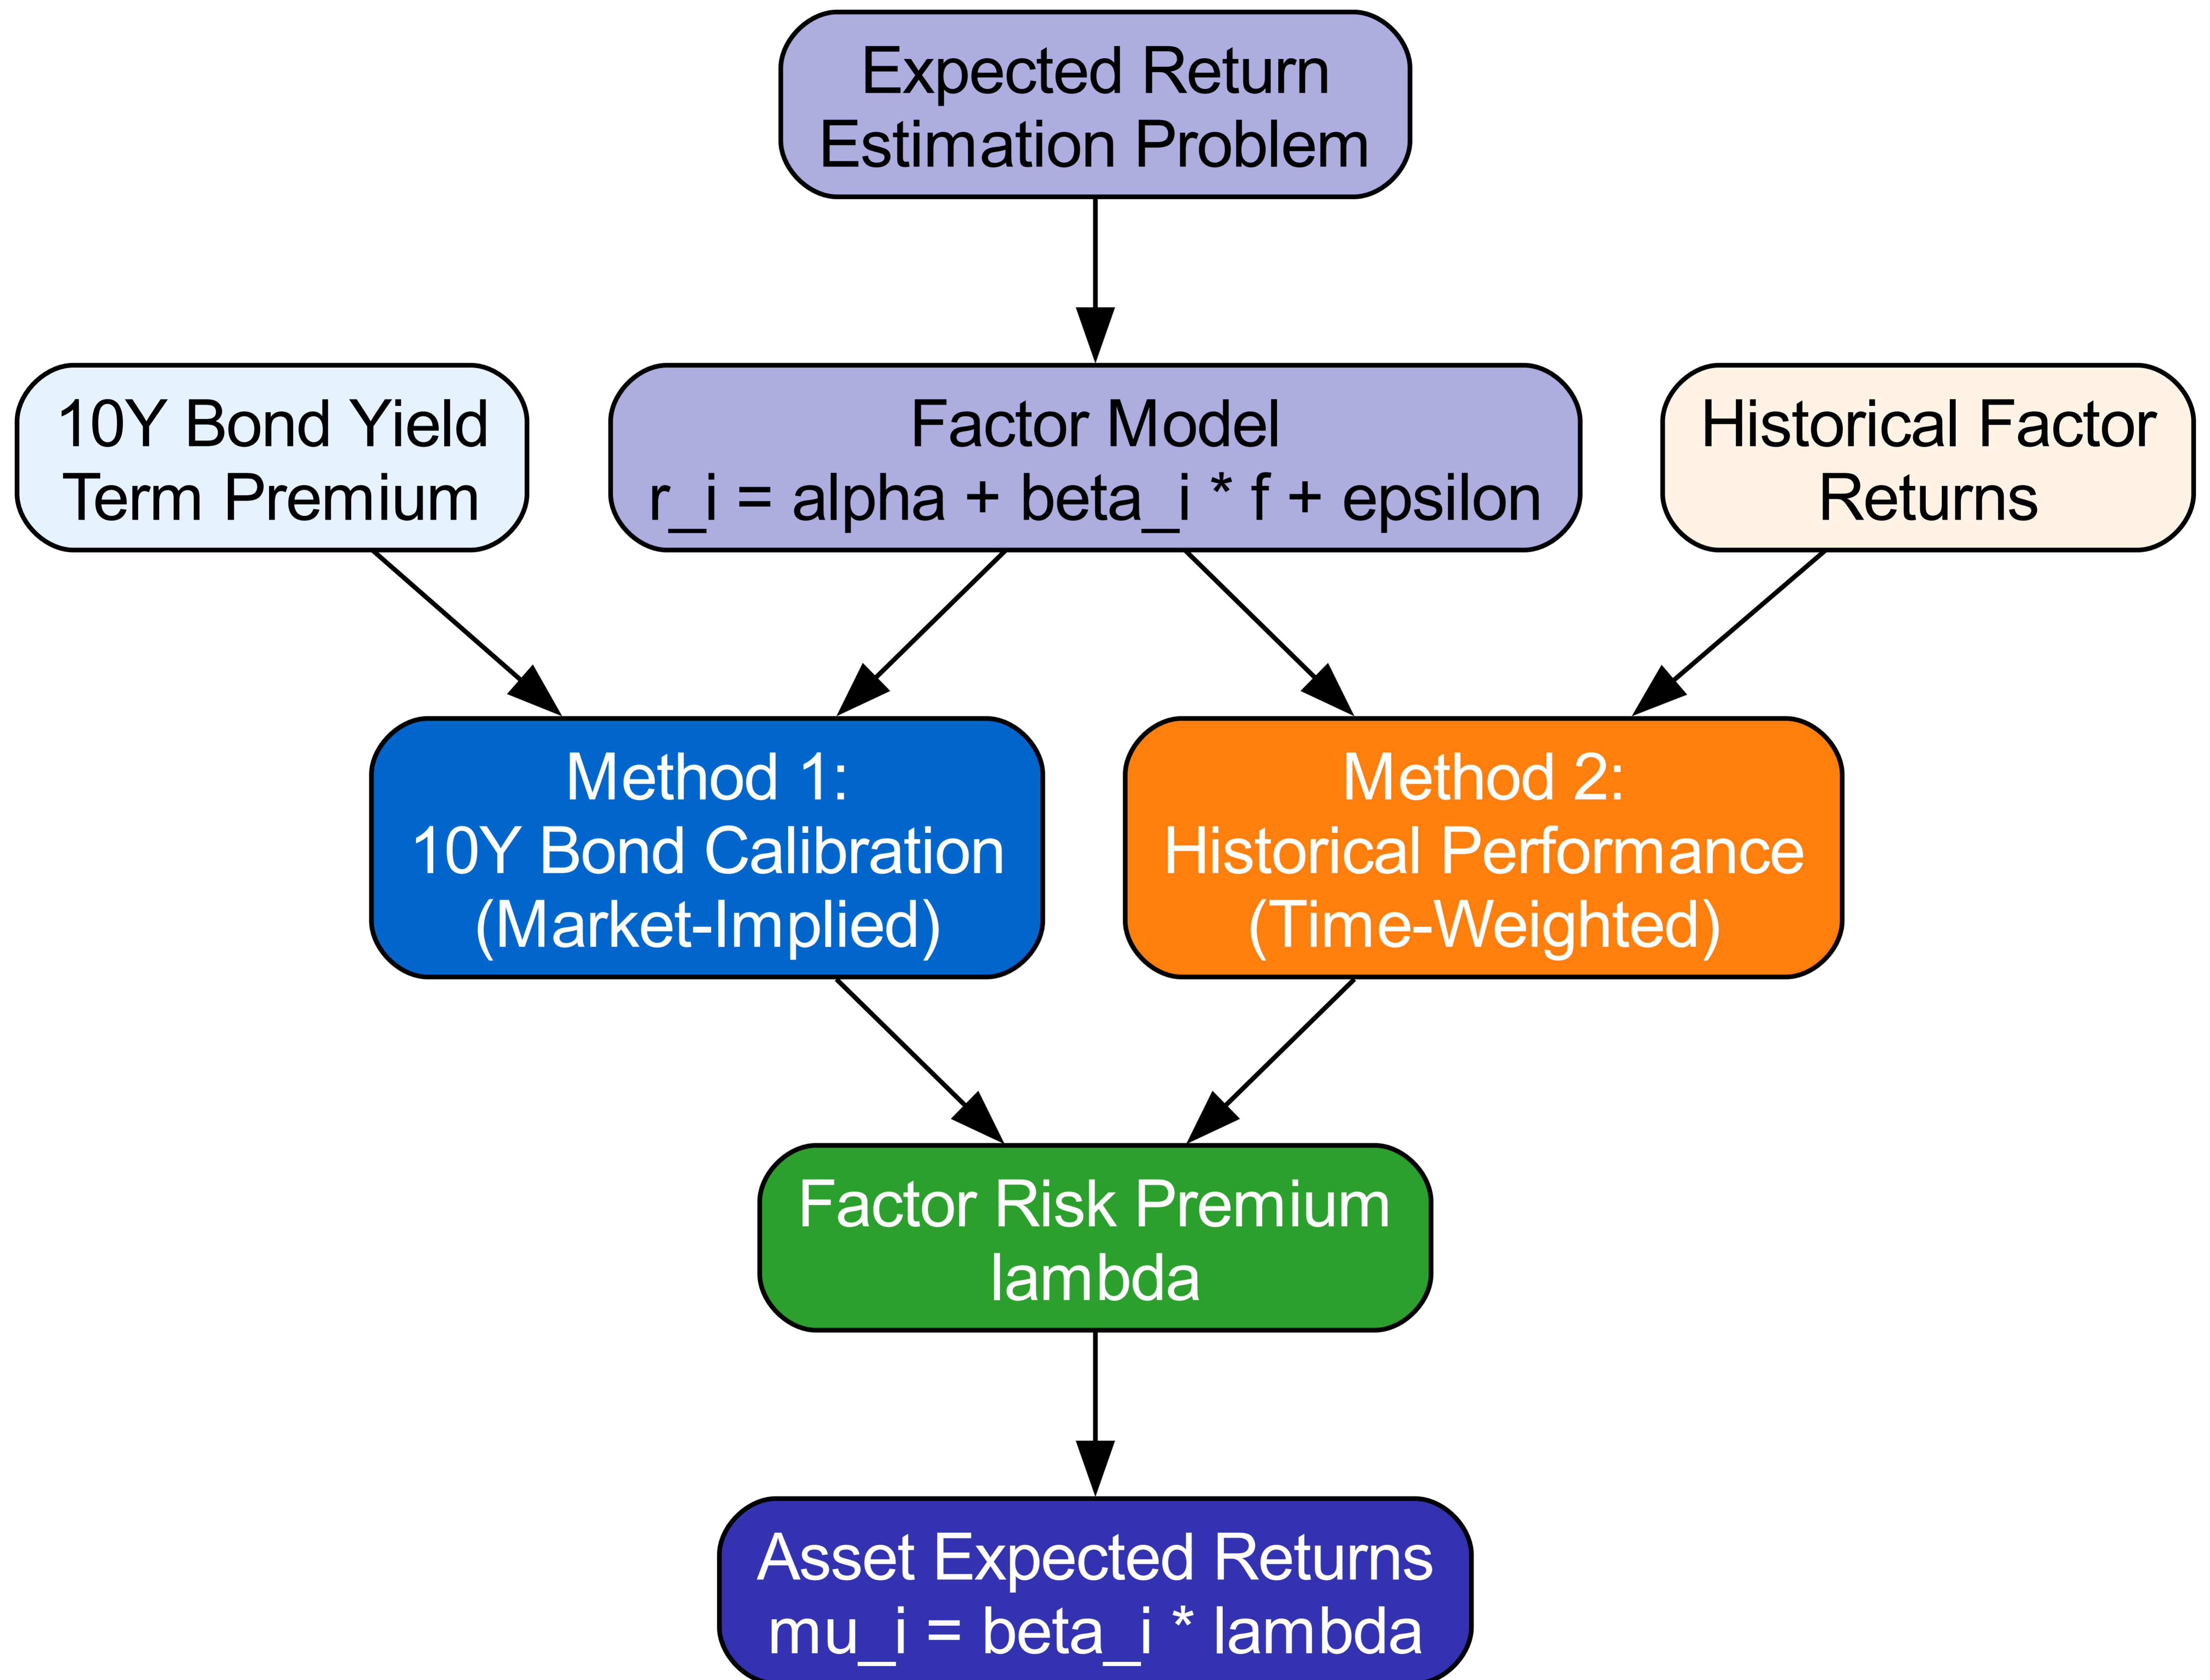 Expected Return
Estimation Problem
10Y Bond Yield
Term Premium
Factor Model
r_i = alpha + beta_i * f + epsilon
Historical Factor
Returns
Method 1:
10Y Bond Calibration
(Market-Implied)
Method 2:
Historical Performance
(Time-Weighted)
Factor Risk Premium
lambda
Asset Expected Returns
mu_i = beta_i * lambda